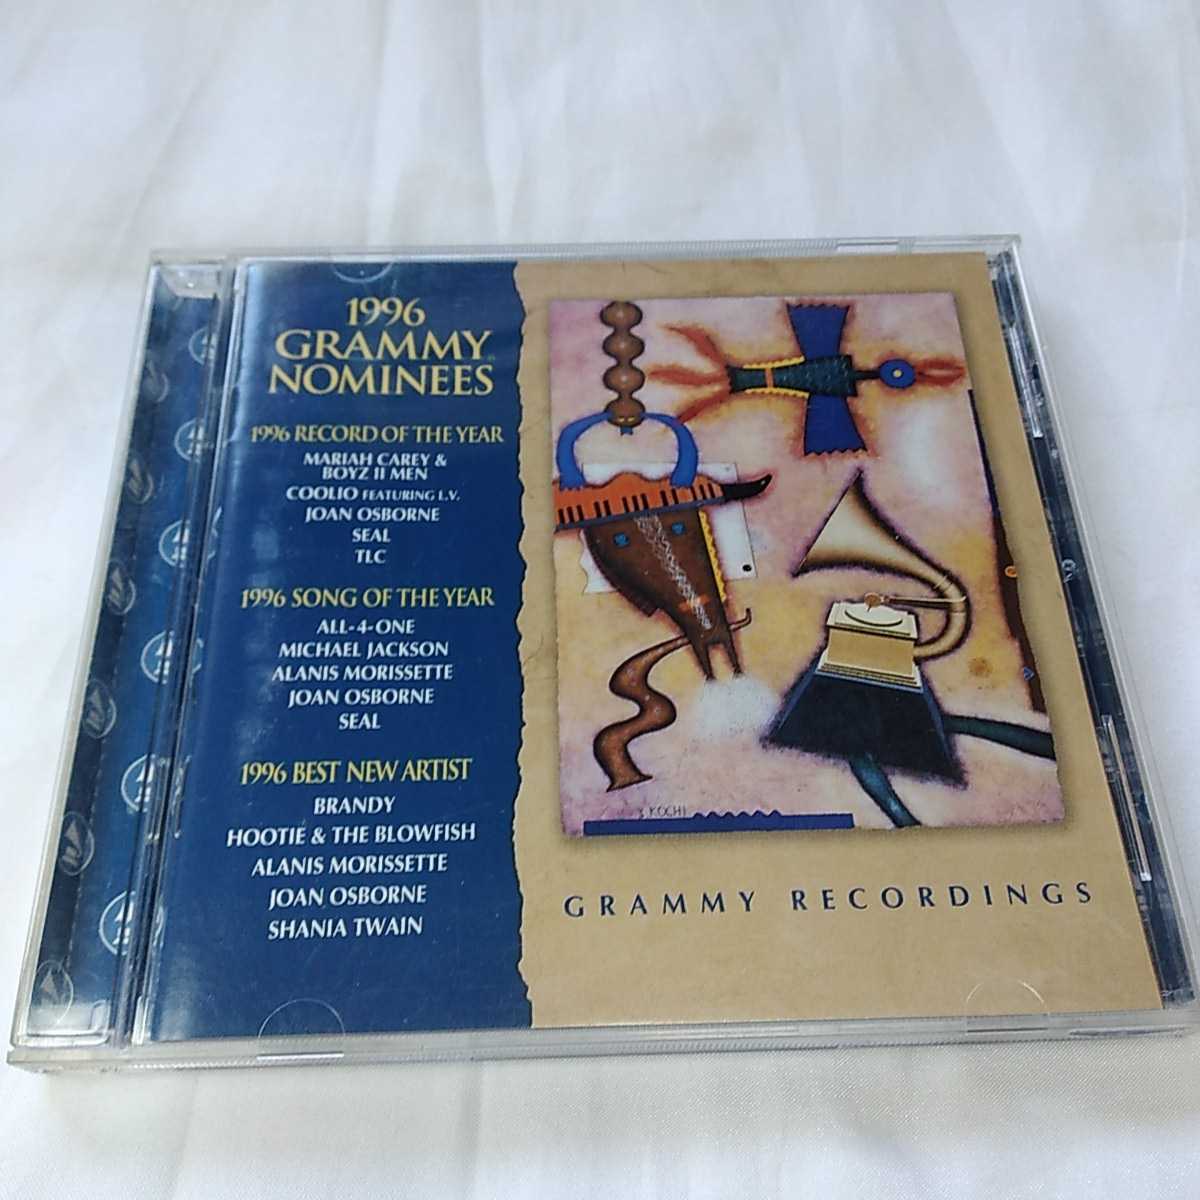 1996
GRAMMY®
NOMINEES
1996 RECORD OF THE YEAR
MARIAH CAREY &
BOYZ II MEN
COOLIO FEATURING L.V.
JOAN OSBORNE
SEAL
TLC
1996 SONG OF THE YEAR
ALL-4-ONE
MICHAEL JACKSON
ALANIS MORISSETTE
JOAN OSBORNE
SEAL
1996 BEST NEW ARTIST
BRANDY
HOOTIE & THE BLOWFISH
ALANIS MORISSETTE
JOAN OSBORNE
SHANIA TWAIN
GRAMMY RECORDINGS